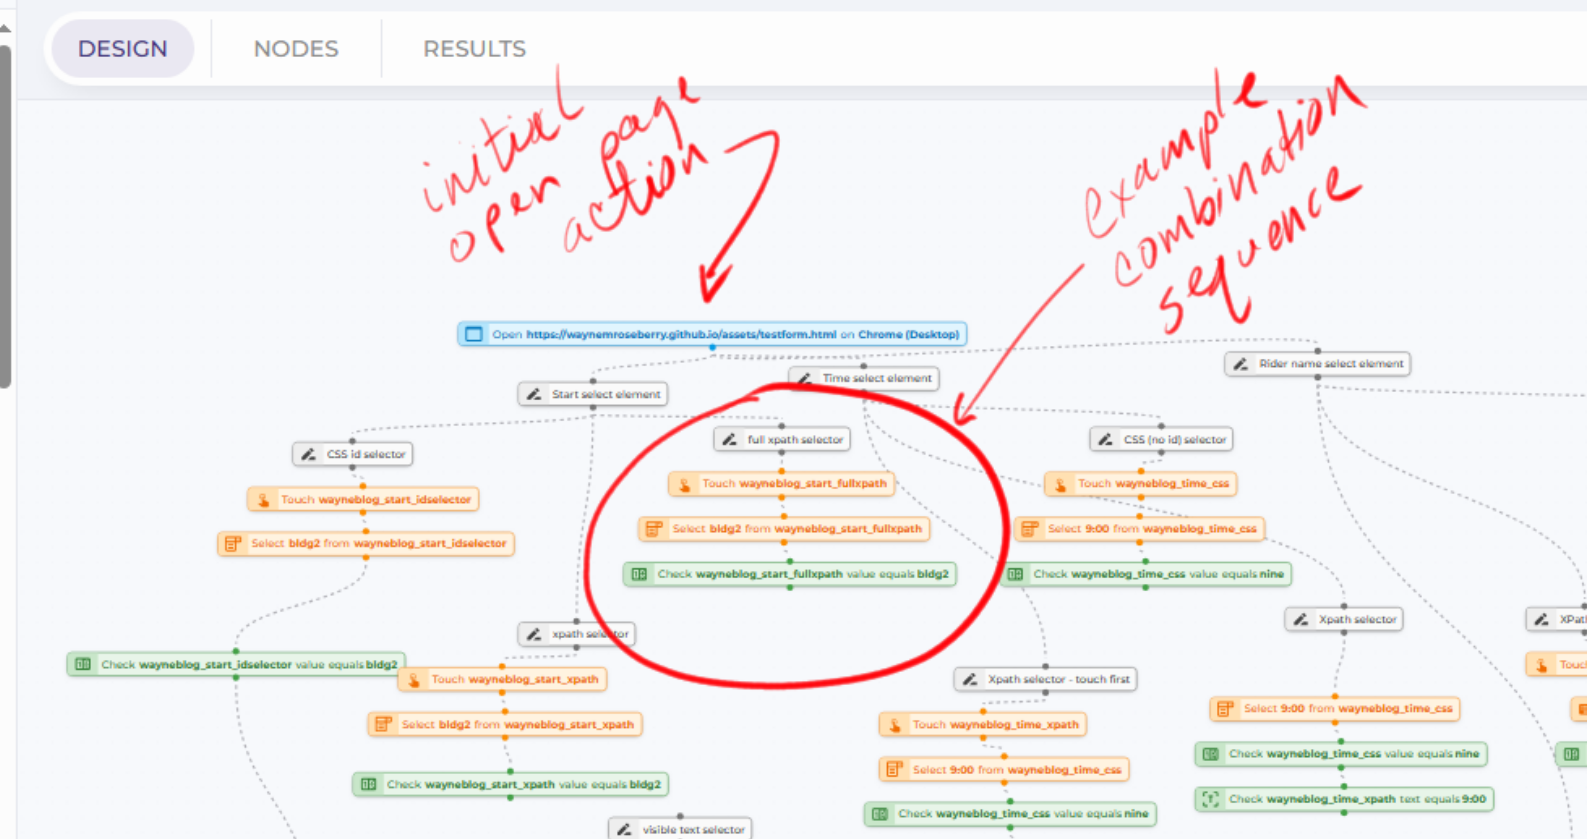 DESIGN NODES RESULTS
initial
open page
action
example
combination
sequence
Open https://waynemroseberry.github.io/assets/testform.html on Chrome (Desktop)
Start select element
Time select element
Rider name select element
CSS id selector
full xpath selector
CSS (no id) selector
Touch wayneblog_start_idselector
Touch wayneblog_start_fullxpath
Touch wayneblog_time_css
Select bldg2 from wayneblog_start_idselector
Select bldg2 from wayneblog_start_fullxpath
Select 9:00 from wayneblog_time_css
Check wayneblog_start_fullxpath value equals bldg2
Check wayneblog_time_css value equals nine
xpath selector
Xpath selector
XPat
Check wayneblog_start_idselector value equals bldg2
Touch wayneblog_start_xpath
Xpath selector - touch first
Touc
Select bldg2 from wayneblog_start_xpath
Touch wayneblog_time_xpath
Select 9:00 from wayneblog_time_css
Select 9:00 from wayneblog_time_css
Check wayneblog_time_css value equals nine
Check wayneblog_start_xpath value equals bldg2
Check wayneblog_time_xpath text equals 9:00
Check wayneblog_time_css value equals nine
visible text selector